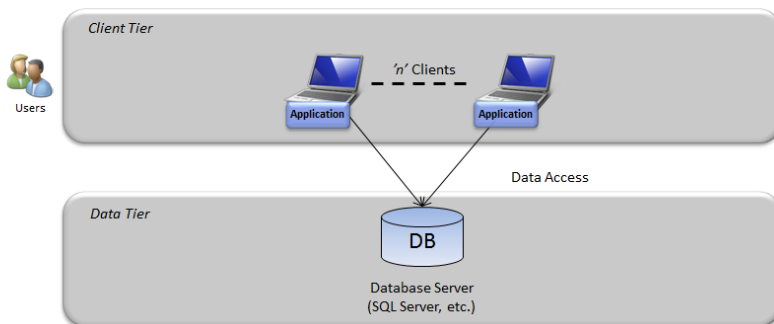 Client Tier
'n' Clients
Users
Application
Application
Data Access
Data Tier
DB
Database Server
(SQL Server, etc.)